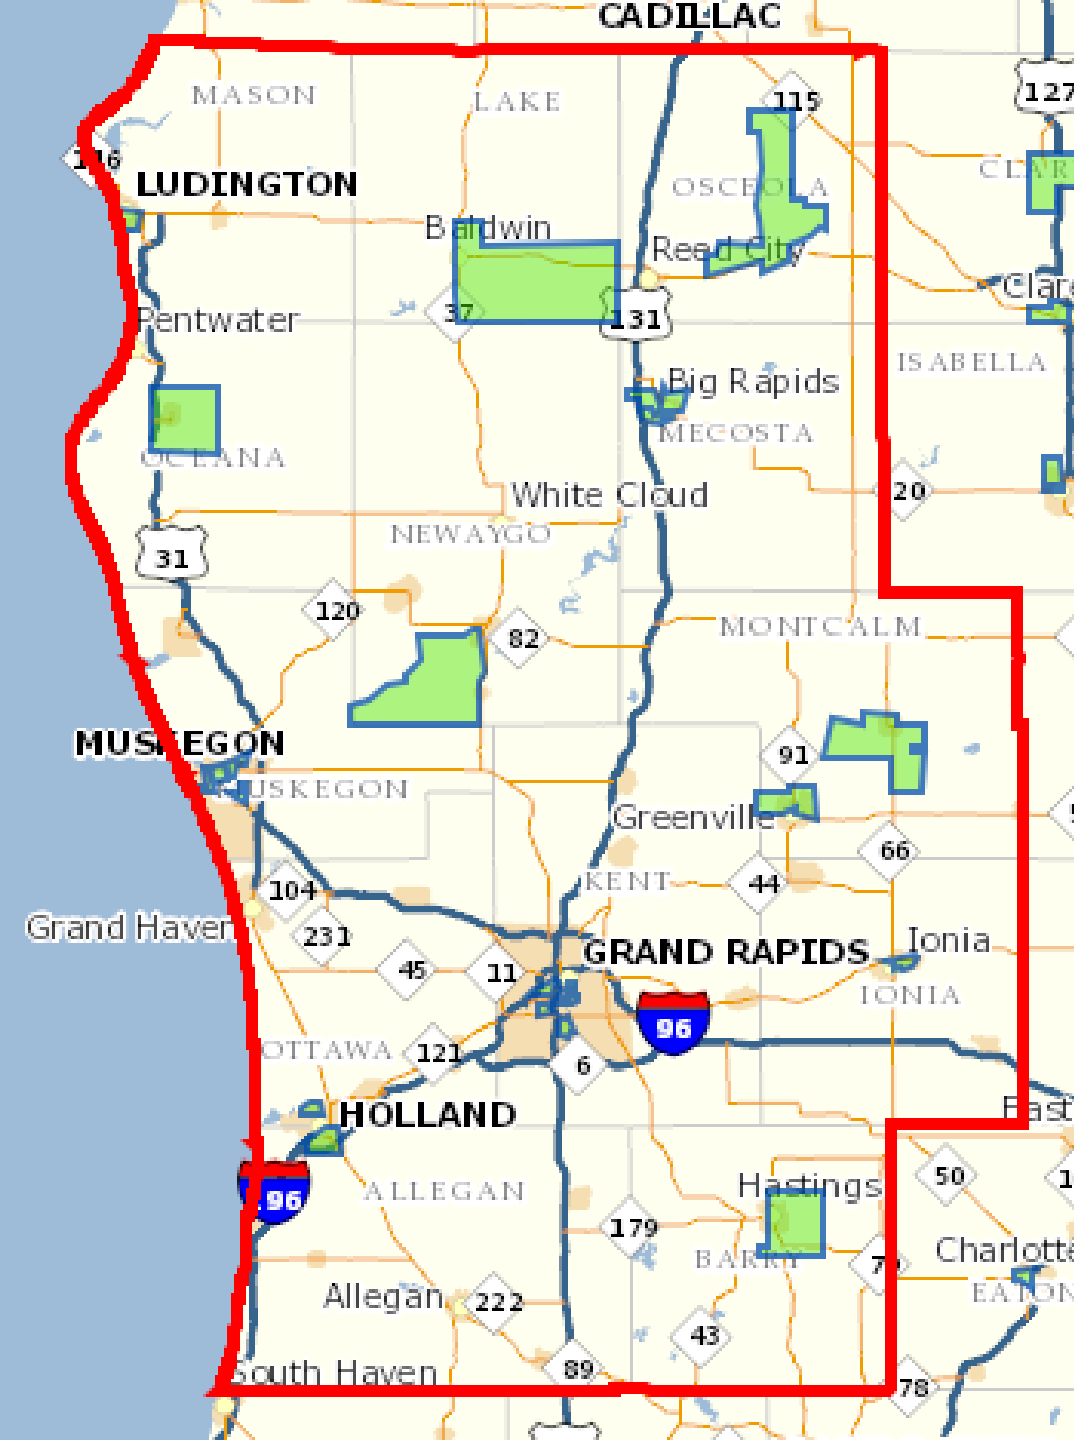 CADILLAC
127
MASON
LAKE
115
LUDINGTON
OSCEOLA
Baldwin
Reed City
37
131
Pentwater
ISABELLA
Big Rapids
OCEANA
MECOSTA
20
White Cloud
NEWAYGO
31
120
82
MONTCALM
MUSKEGON
91
MUSKEGON
Greenville
66
KENT
44
104
Grand Haven
231
45
11
GRAND RAPIDS
Ionia
IONIA
96
OTTAWA
121
6
HOLLAND
50
Hastings
ALLEGAN
96
179
BARRY
Charlotte
EATON
Allegan
222
43
89
South Haven
78